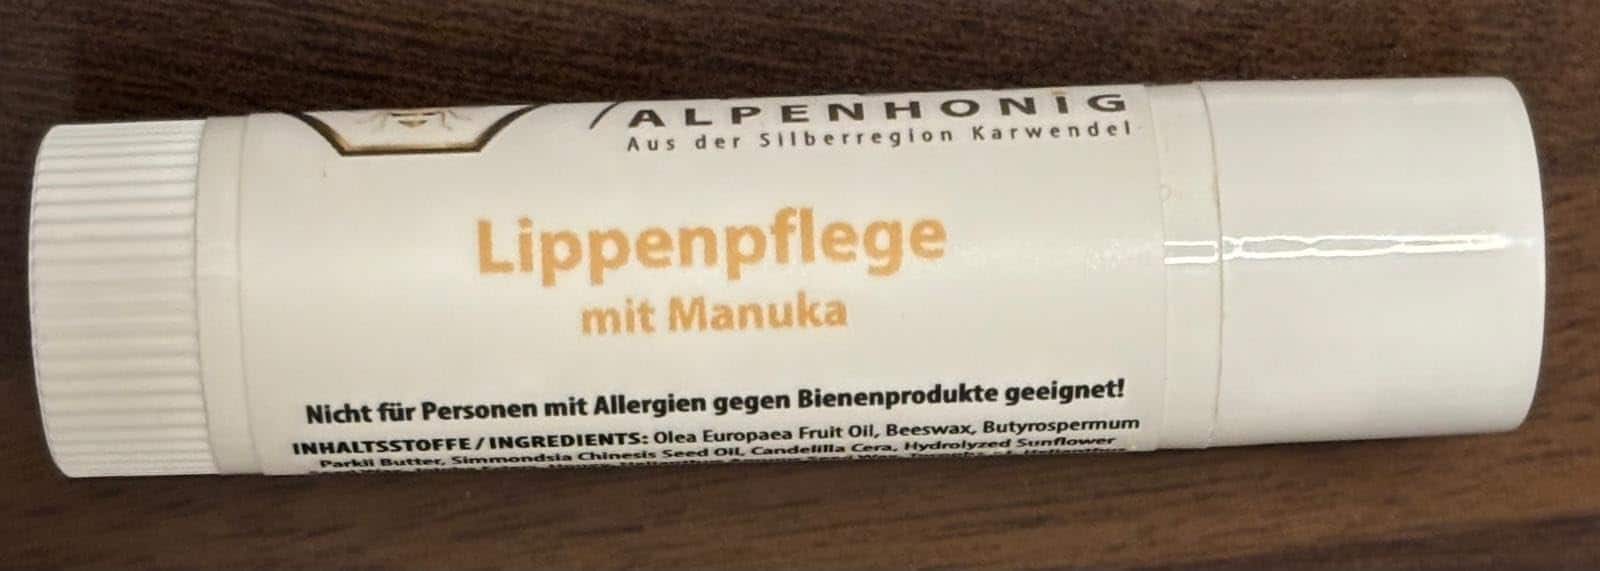 ALPENHONiG
Aus der Silberregion Karwendel
Lippenpflege
mit Manuka
Nicht für Personen mit Allergien gegen Bienenprodukte geeignet!
INHALTSSTOFFE / INGREDIENTS: Olea Europaea Fruit Oil, Beeswax, Butyrospermum
Parkii Butter, Simmondsia Chinesis Seed Oil, Candelilla Cera, Hydrolyzed Sunflower